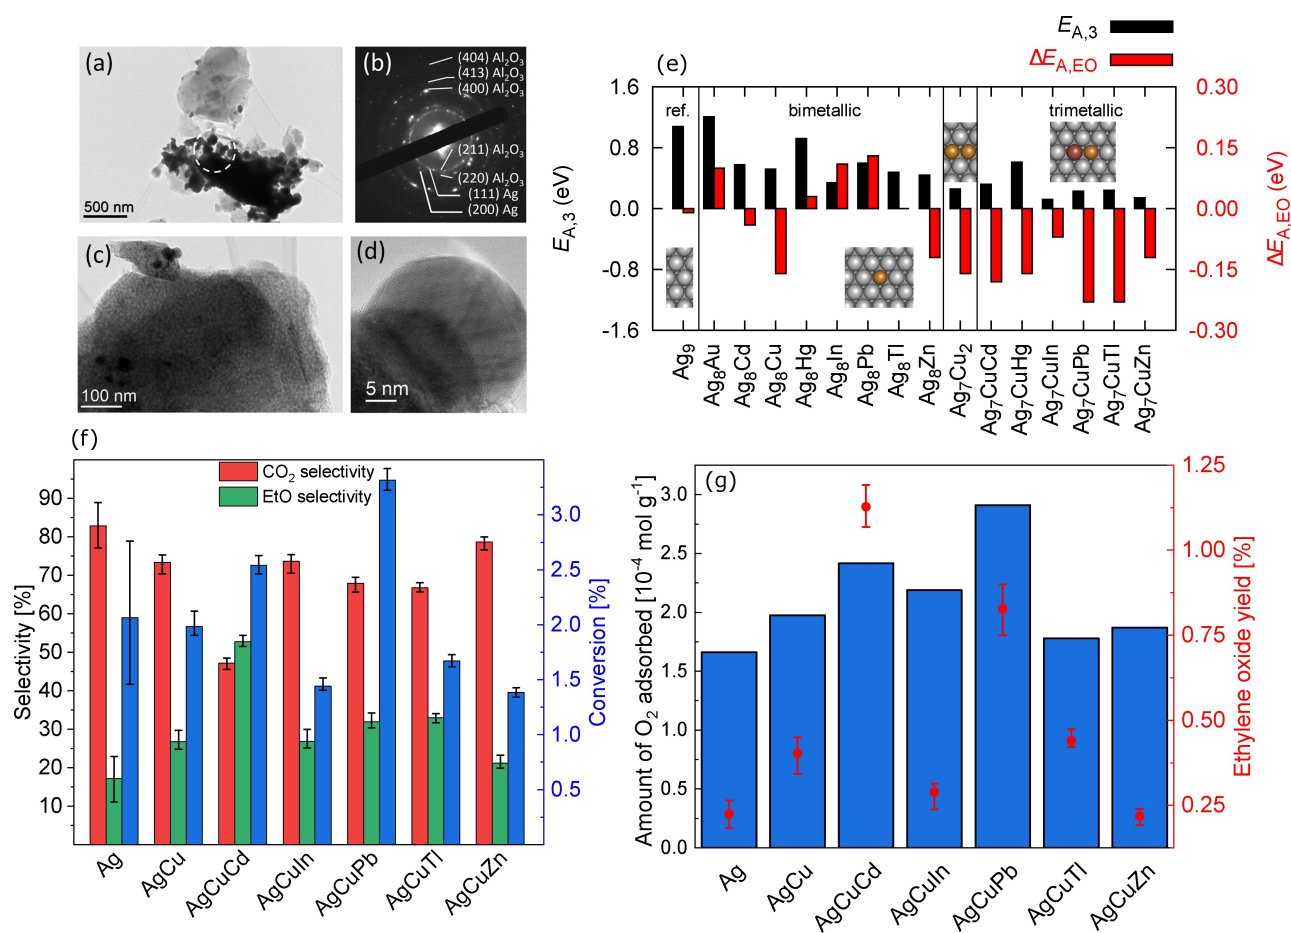 (a)
500 nm
(b)
(404) Al₂O₃
(413) Al₂O₃
(400) Al₂O₃
(211) Al₂O₃
(220) Al₂O₃
(111) Ag
(200) Ag
(c)
100 nm
(d)
5 nm
(e)
E_A,3
ΔE_A,EO
ref.
bimetallic
trimetallic
1.6
0.8
0.0
-0.8
-1.6
E_A,3 (eV)
0.30
0.15
0.00
-0.15
-0.30
ΔE_A,EO (eV)
Ag₉
Ag₈Au
Ag₈Cd
Ag₈Cu
Ag₈Hg
Ag₈In
Ag₈Pb
Ag₈Tl
Ag₈Zn
Ag₇Cu₂
Ag₇CuCd
Ag₇CuHg
Ag₇CuIn
Ag₇CuPb
Ag₇CuTl
Ag₇CuZn
(f)
CO₂ selectivity
EtO selectivity
90
80
70
60
50
40
30
20
10
Selectivity [%]
3.0
2.5
2.0
1.5
1.0
0.5
Conversion [%]
Ag
AgCu
AgCuCd
AgCuIn
AgCuPb
AgCuTl
AgCuZn
(g)
3.0
2.5
2.0
1.5
1.0
0.5
0.0
Amount of O₂ adsorbed [10⁻⁴ mol g⁻¹]
1.25
1.00
0.75
0.50
0.25
Ethylene oxide yield [%]
Ag
AgCu
AgCuCd
AgCuIn
AgCuPb
AgCuTl
AgCuZn